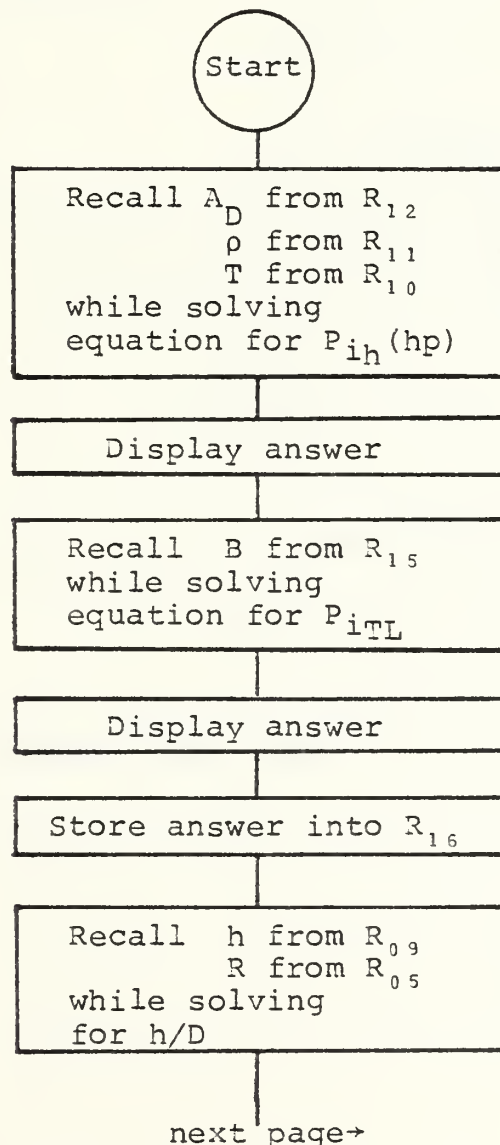 Start
Recall A_D from R_12
ρ from R_11
T from R_10
while solving
equation for P_ih(hp)
Display answer
Recall B from R_15
while solving
equation for P_iTL
Display answer
Store answer into R_16
Recall h from R_09
R from R_05
while solving
for h/D
next page→